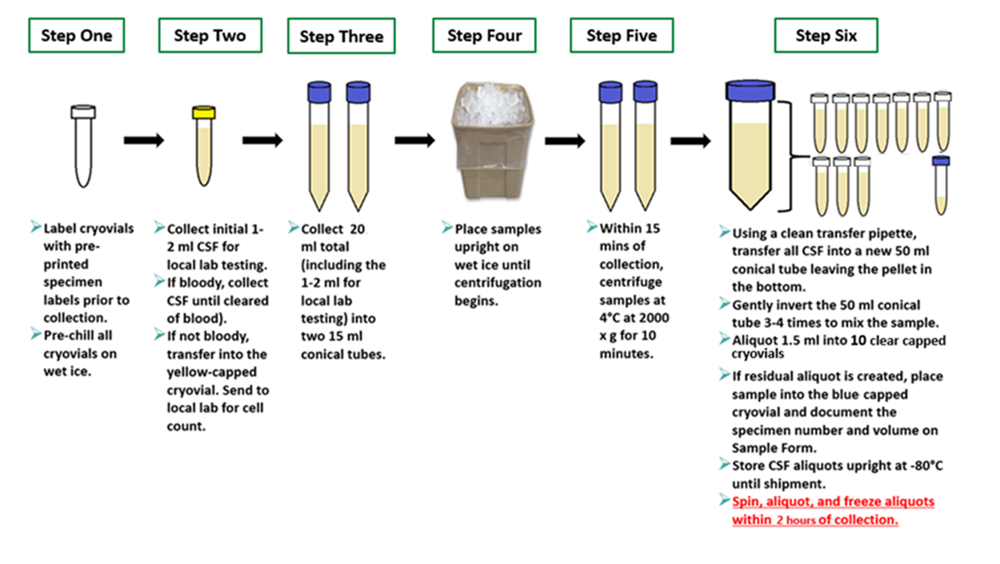 Step One
Label cryovials
with pre-
printed
specimen
labels prior to
collection.
Pre-chill all
cryovials on
wet ice.
Step Two
Collect initial 1-
2 ml CSF for
local lab testing.
If bloody, collect
CSF until cleared
of blood).
If not bloody,
transfer into the
yellow-capped
cryovial. Send to
local lab for cell
count.
Step Three
Collect 20
ml total
(including the
1-2 ml for
local lab
testing) into
two 15 ml
conical tubes.
Step Four
Place samples
upright on
wet ice until
centrifugation
begins.
Step Five
Within 15
mins of
collection,
centrifuge
samples at
4°C at 2000
x g for 10
minutes.
Step Six
Using a clean transfer pipette,
transfer all CSF into a new 50 ml
conical tube leaving the pellet in
the bottom.
Gently invert the 50 ml conical
tube 3-4 times to mix the sample.
Aliquot 1.5 ml into 10 clear capped
cryovials
If residual aliquot is created, place
sample into the blue capped
cryovial and document the
specimen number and volume on
Sample Form.
Store CSF aliquots upright at -80°C
until shipment.
Spin, aliquot, and freeze aliquots
within 2 hours of collection.